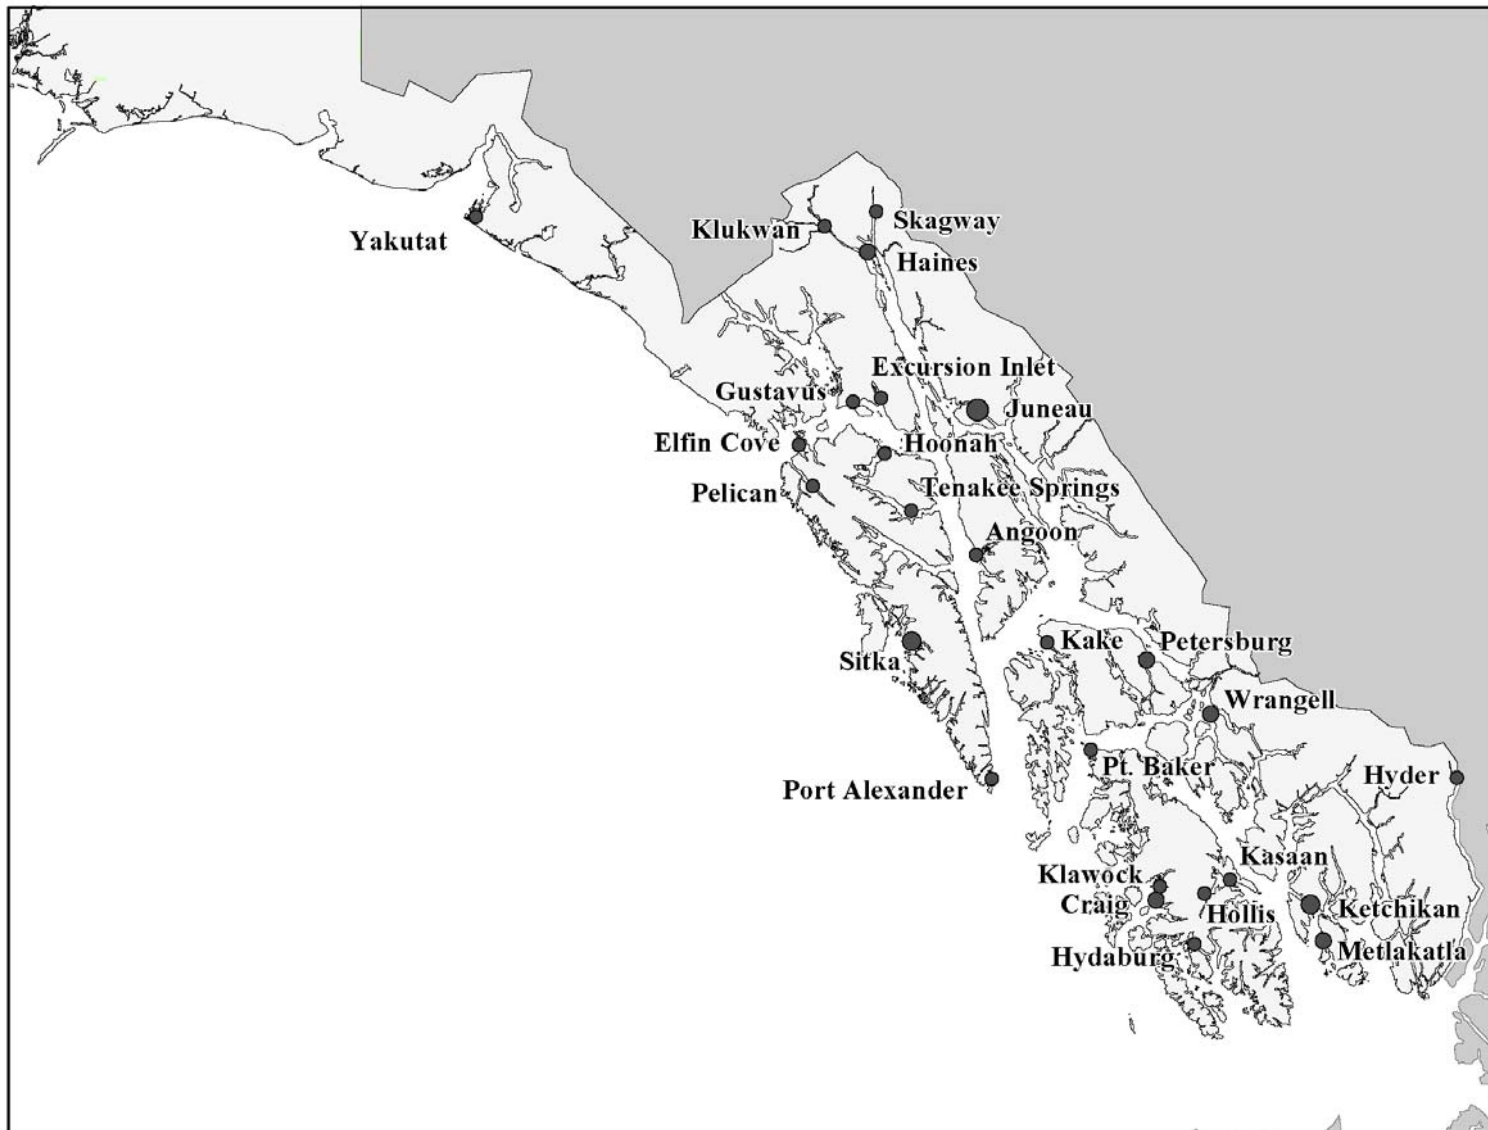 Skagway
Klukwan
Yakutat
Haines
Excursion Inlet
Gustavus
Juneau
Elfin Cove
Hoonah
Pelican
Tenakee Springs
Angoon
Kake
Petersburg
Sitka
Wrangell
Pt. Baker
Hyder
Port Alexander
Kasaan
Klawock
Craig
Hollis
Ketchikan
Hydaburg
Metlakatla